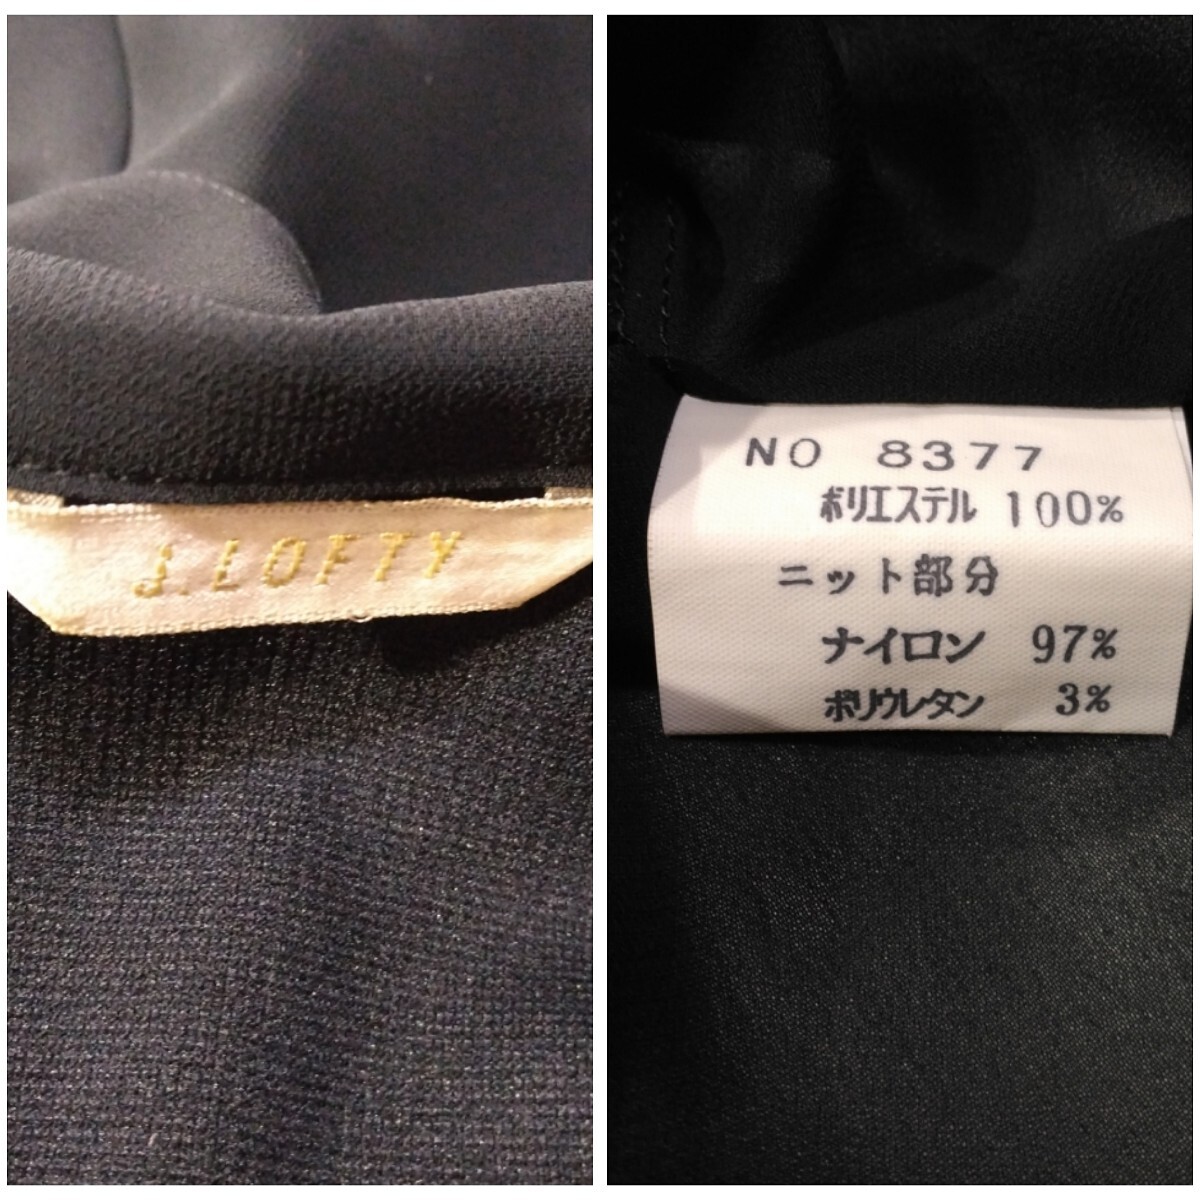 J.LOFTY
NO 8377
ポリエステル 100%
ニット部分
ナイロン 97%
ポリウレタン 3%